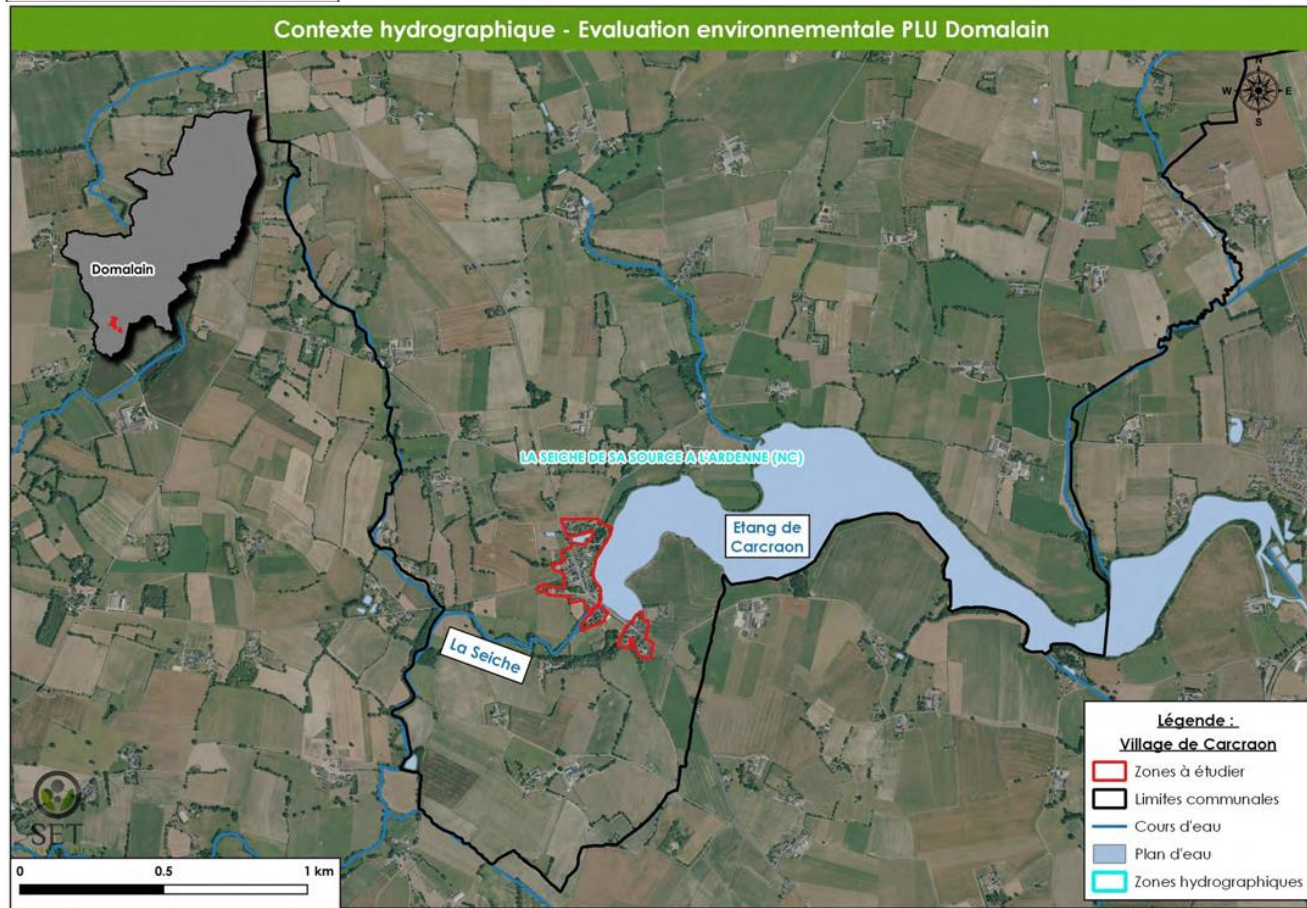 Contexte hydrographique - Evaluation environnementale PLU Domalain
N
W
E
S
Domalain
LA SEICHE DE SA SOURCE A L'ARDENNE (NC)
Etang de
Carcraon
La Seiche
Légende :
Village de Carcraon
Zones à étudier
Limites communales
Cours d'eau
Plan d'eau
Zones hydrographiques
SET
0 0.5 1 km